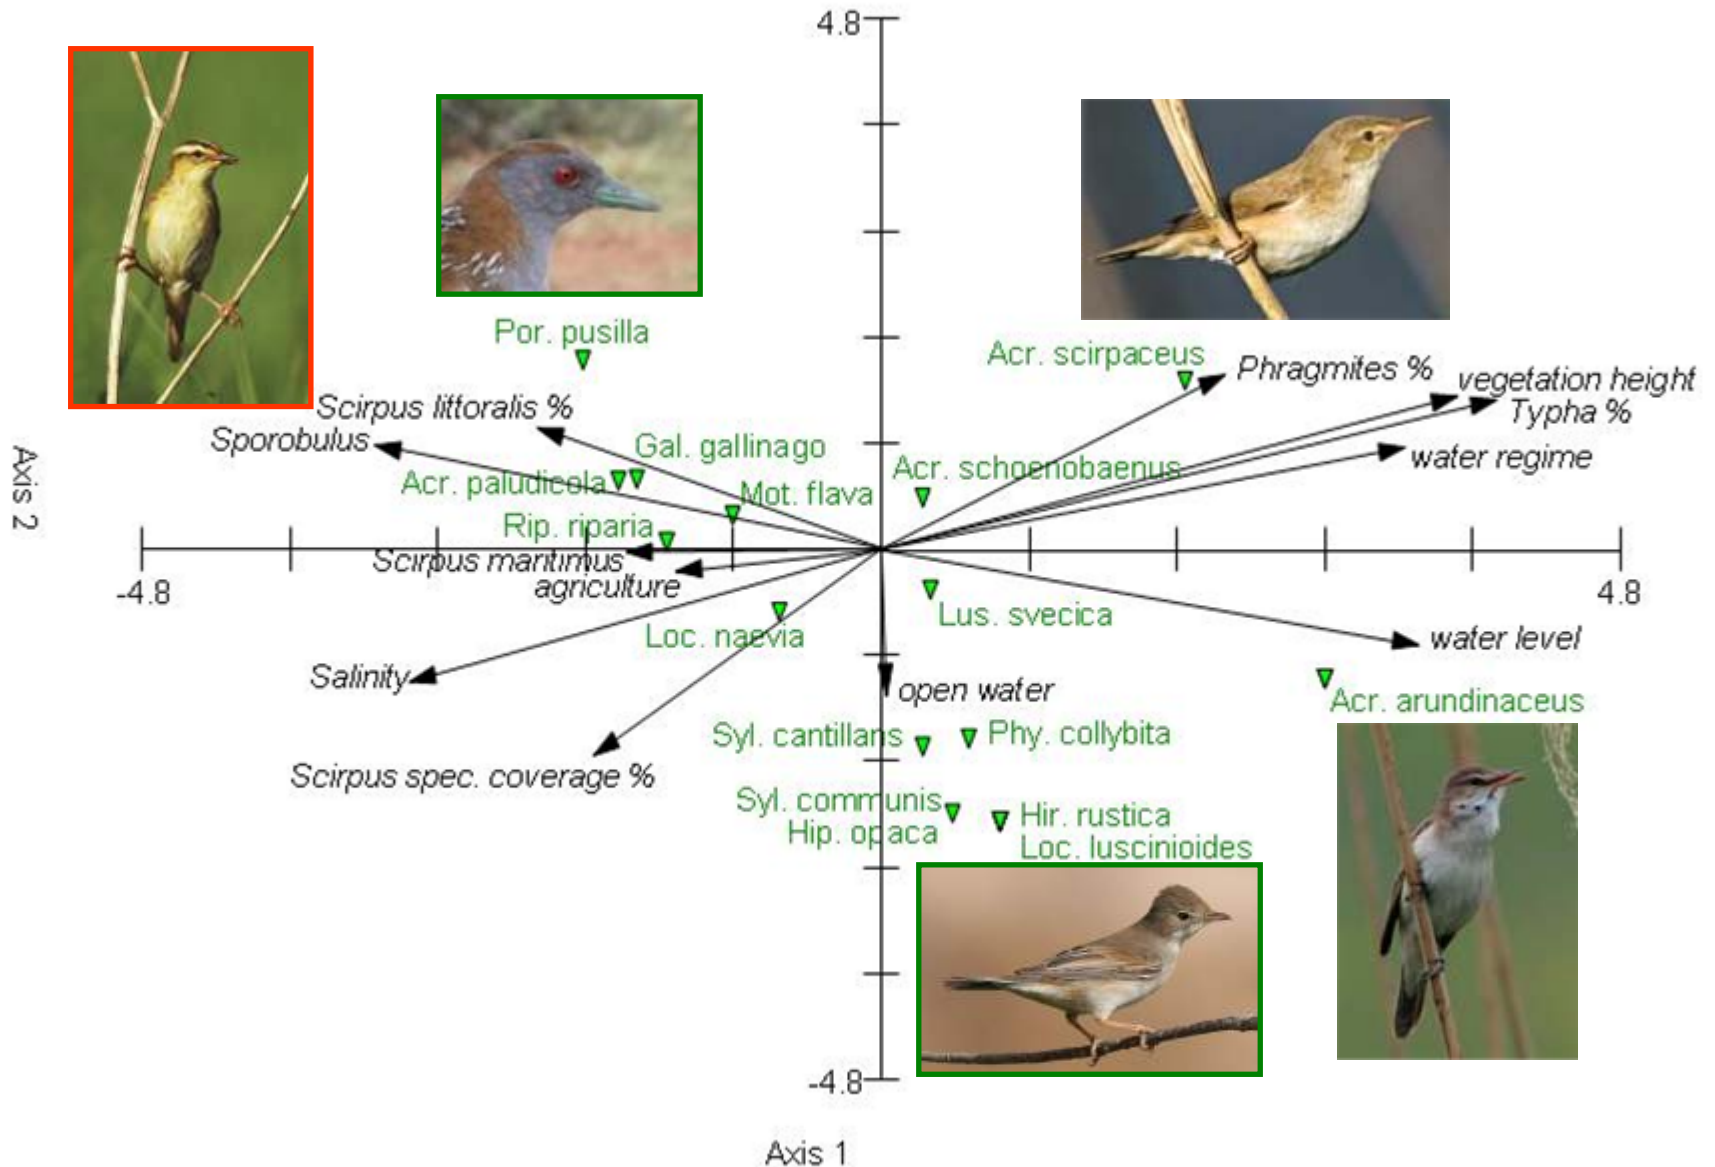 4.8
Por. pusilla
Acr. scirpaceus
Phragmites %
vegetation height
Typha %
Scirpus littoralis %
Sporobulus
Gal. gallinago
Acr. schoenobaenus
water regime
Axis 2
Acr. paludicola
Mot. flava
Rip. riparia
Scirpus maritimus
agriculture
-4.8
4.8
Lus. svecica
Loc. naevia
water level
Salinity
open water
Acr. arundinaceus
Syl. cantillans
Phy. collybita
Scirpus spec. coverage %
Syl. communis
Hip. opaca
Hir. rustica
Loc. luscinioides
-4.8
Axis 1